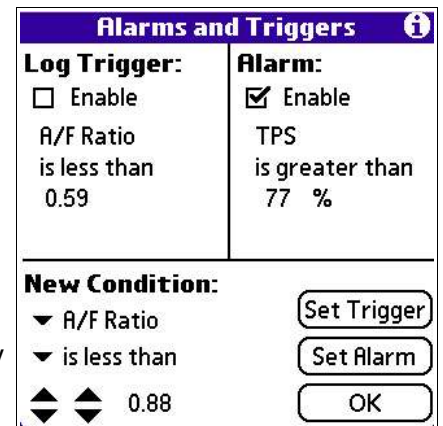 Alarms and Triggers
Log Trigger:
Enable
A/F Ratio
is less than
0.59
Alarm:
Enable
TPS
is greater than
77 %
New Condition:
A/F Ratio
is less than
0.88
Set Trigger
Set Alarm
OK